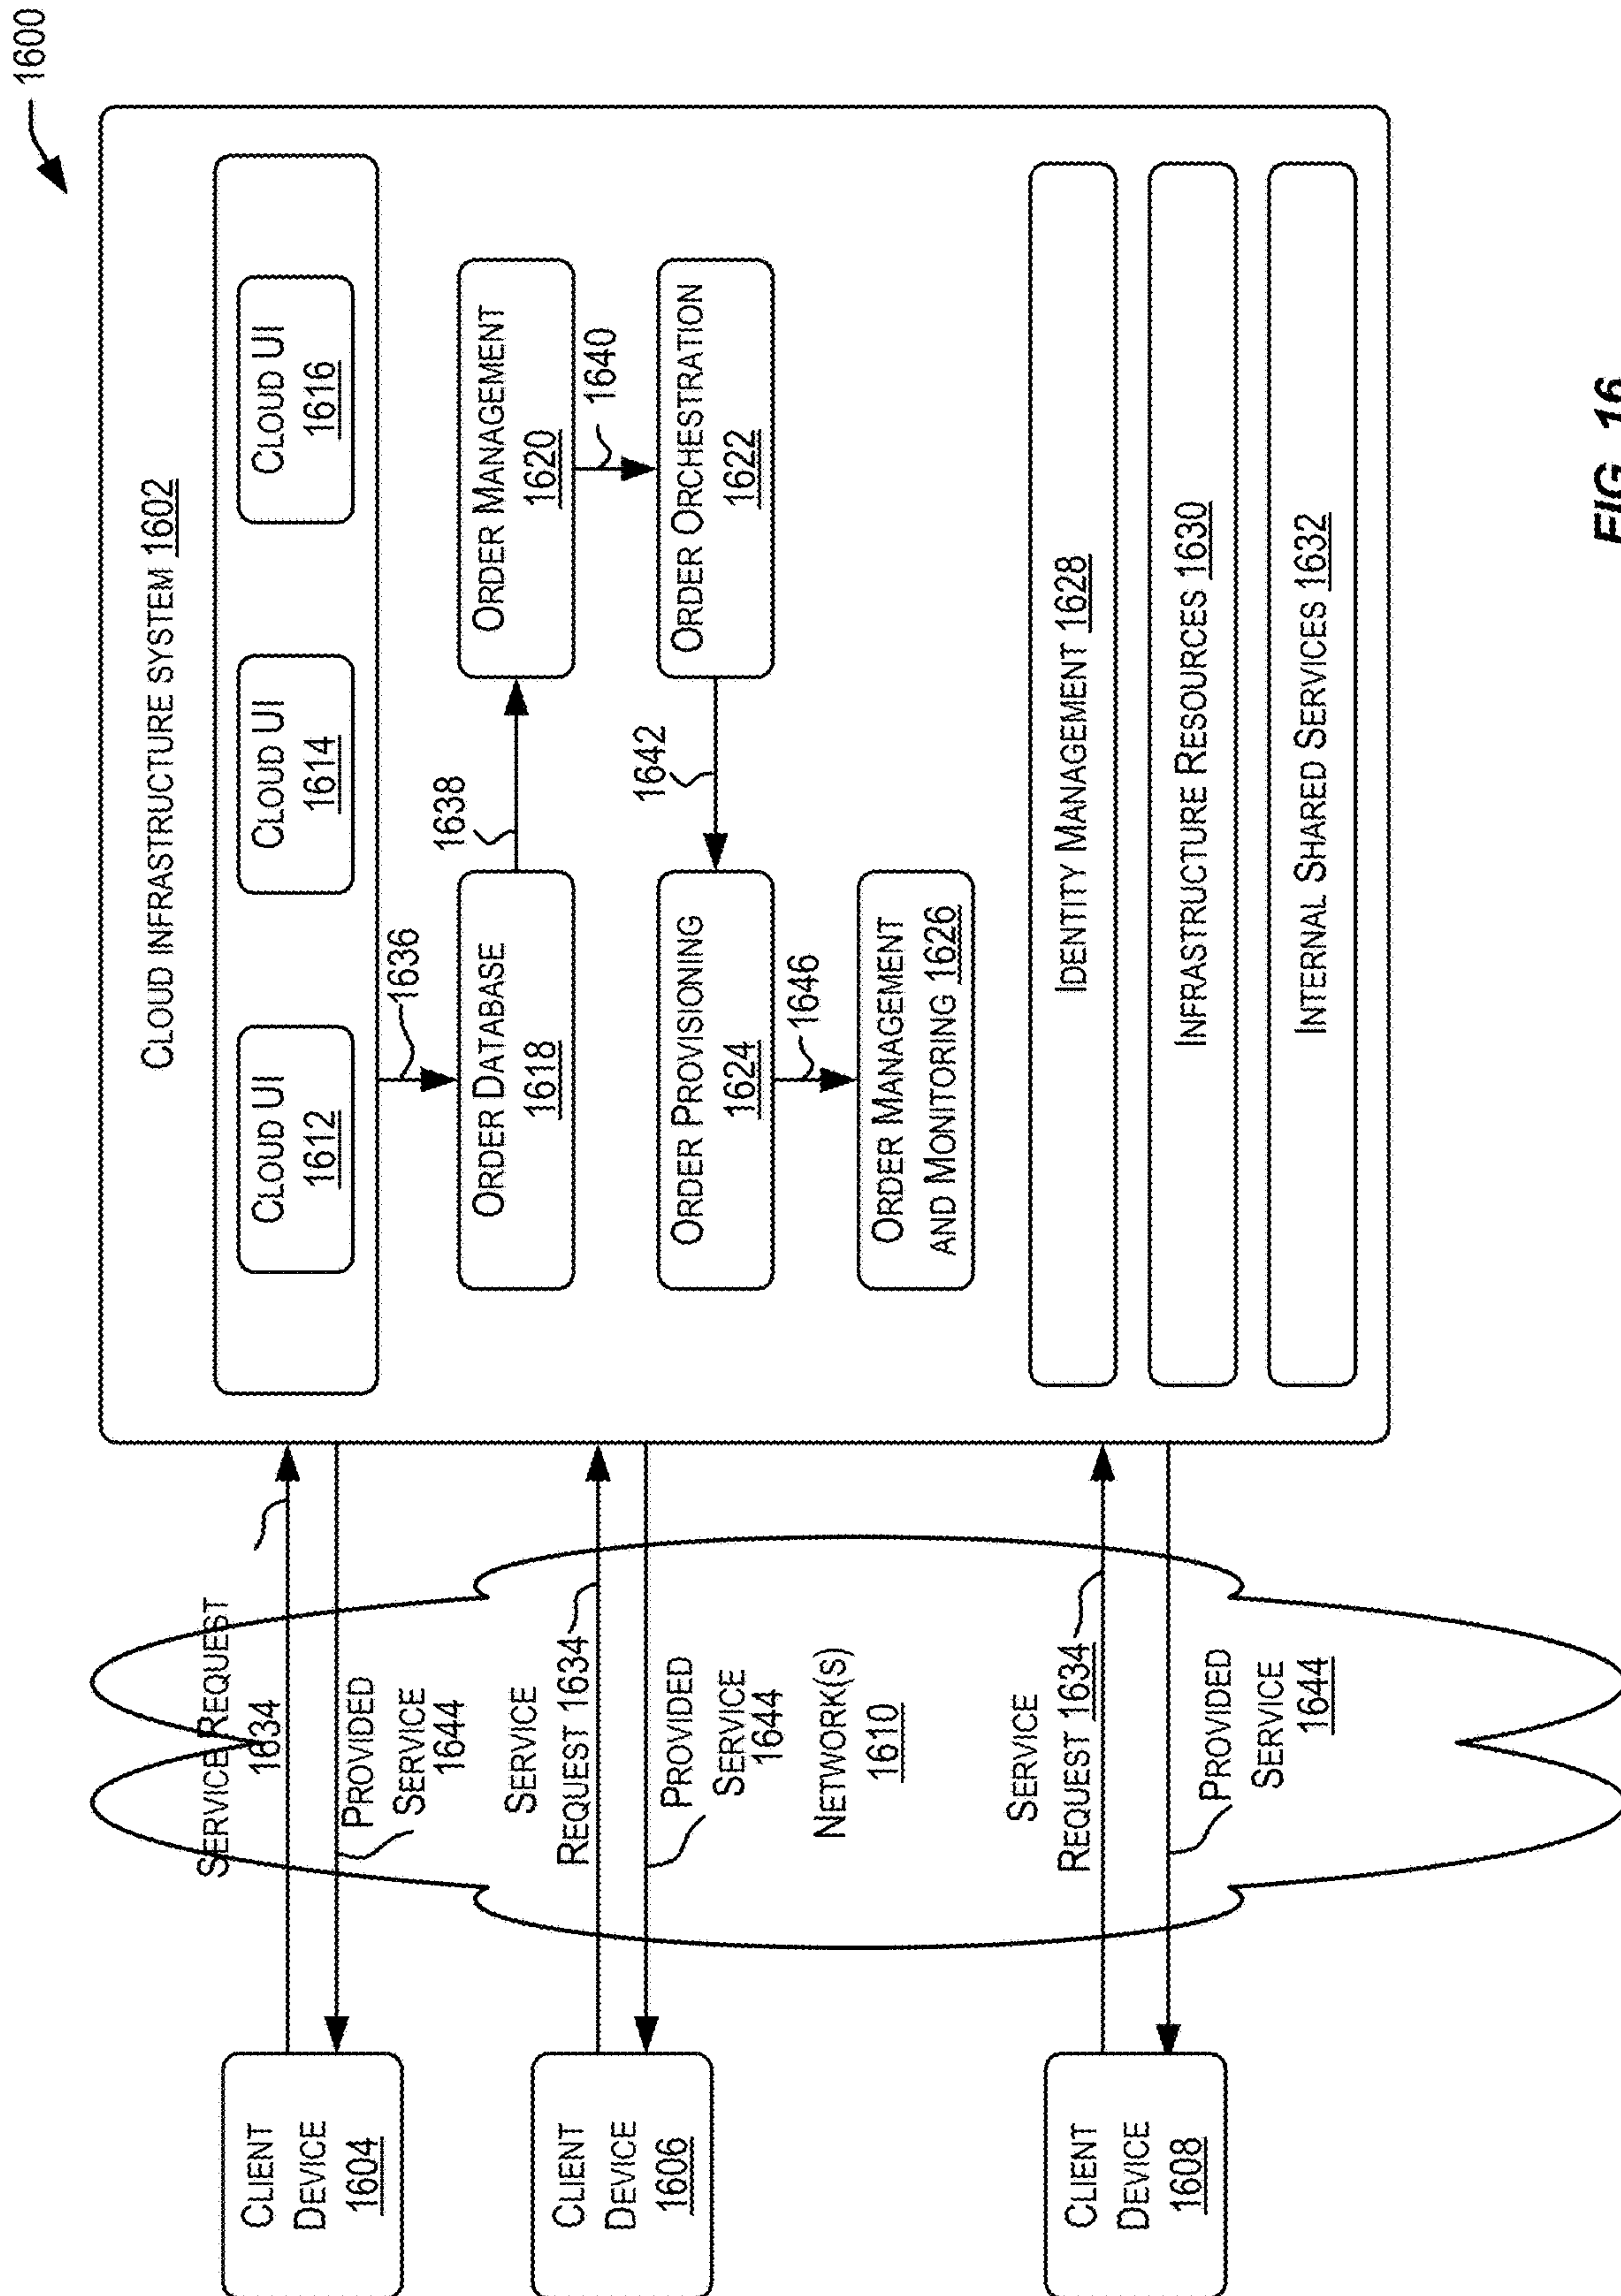 1600
CLOUD INFRASTRUCTURE SYSTEM 1602
CLOUD UI
1612
CLOUD UI
1614
CLOUD UI
1616
1636
ORDER DATABASE
1618
1638
ORDER MANAGEMENT
1620
1640
ORDER PROVISIONING
1624
1642
ORDER ORCHESTRATION
1622
1646
ORDER MANAGEMENT
AND MONITORING 1626
IDENTITY MANAGEMENT 1628
INFRASTRUCTURE RESOURCES 1630
INTERNAL SHARED SERVICES 1632
SERVICE REQUEST
1634
PROVIDED
SERVICE
1644
SERVICE
REQUEST 1634
PROVIDED
SERVICE
1644
NETWORK(S)
1610
SERVICE
REQUEST 1634
PROVIDED
SERVICE
1644
CLIENT
DEVICE
1604
CLIENT
DEVICE
1606
CLIENT
DEVICE
1608
FIG. 16